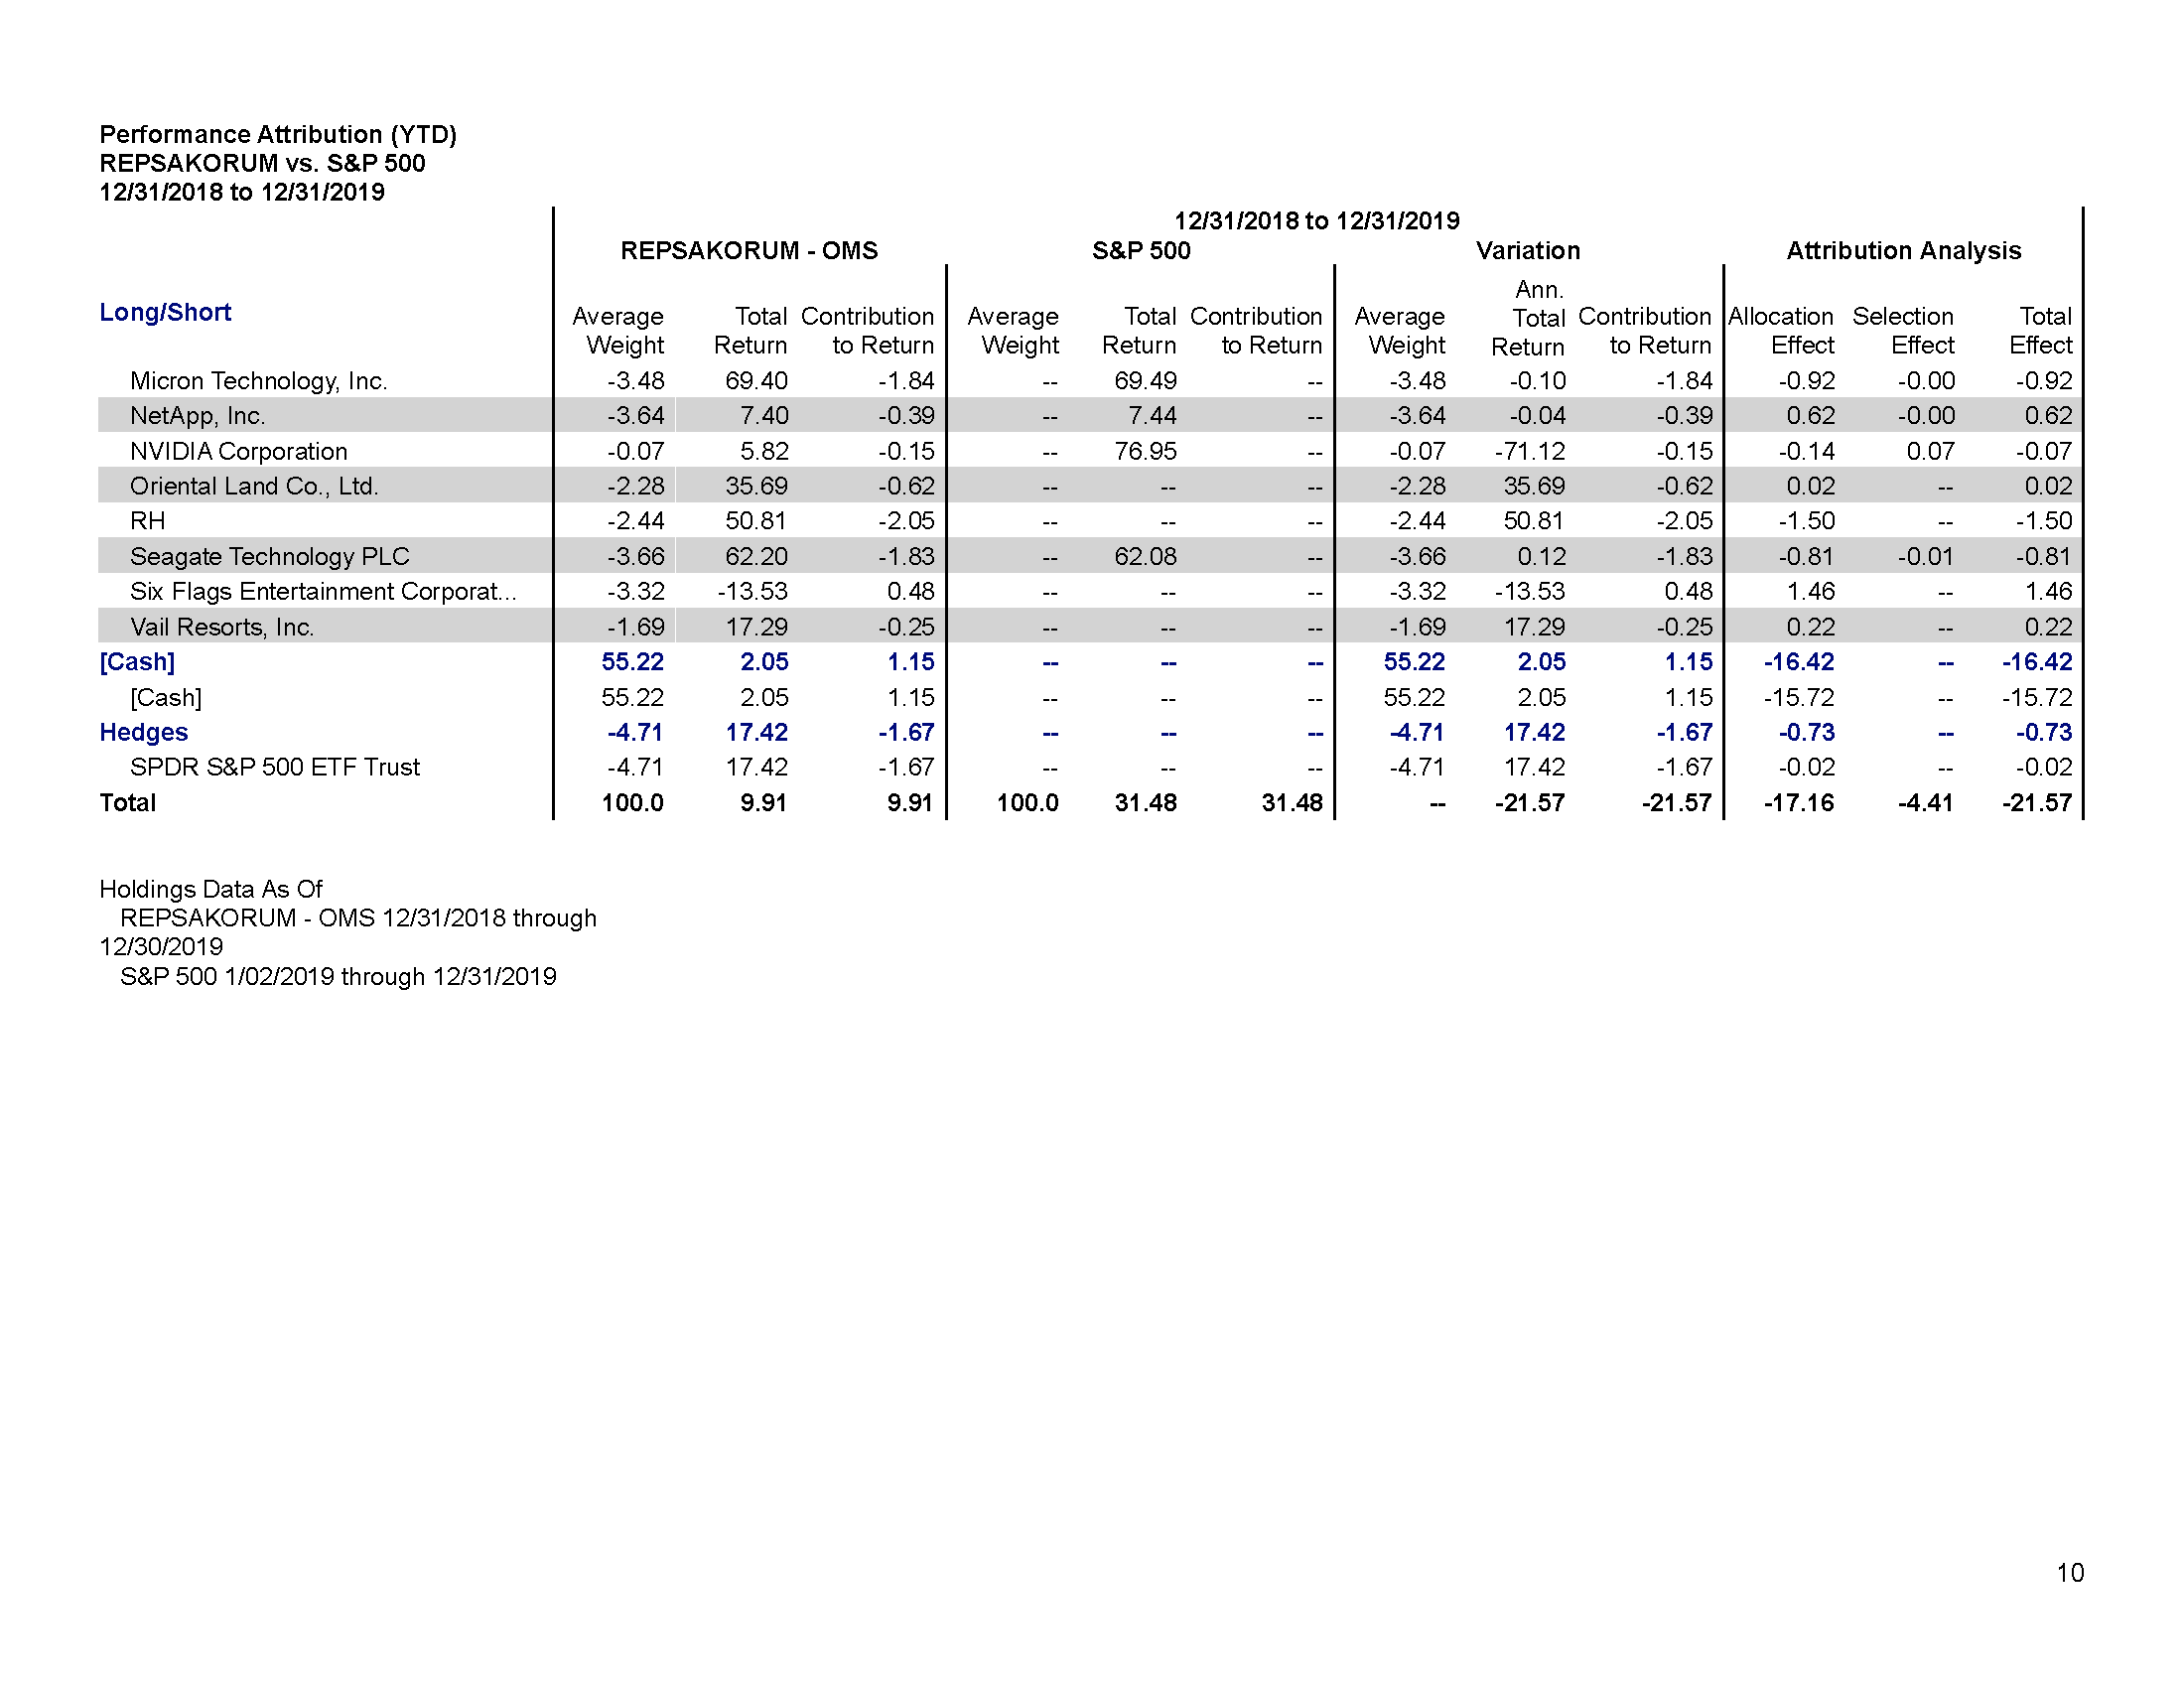 Performance Attribution (YTD)
REPSAKORUM vs. S&P 500
12/31/2018 to 12/31/2019
12/31/2018 to 12/31/2019
REPSAKORUM - OMS S&P 500 Variation Attribution Analysis
Long/Short Average Weight Total Return Contribution to Return Average Weight Total Return Contribution to Return Average Weight Ann. Total Return Contribution to Return Allocation Effect Selection Effect Total Effect
Micron Technology, Inc. -3.48 69.40 -1.84 -- 69.49 -- -3.48 -0.10 -1.84 -0.92 -0.00 -0.92
NetApp, Inc. -3.64 7.40 -0.39 -- 7.44 -- -3.64 -0.04 -0.39 0.62 -0.00 0.62
NVIDIA Corporation -0.07 5.82 -0.15 -- 76.95 -- -0.07 -71.12 -0.15 -0.14 0.07 -0.07
Oriental Land Co., Ltd. -2.28 35.69 -0.62 -- -- -- -2.28 35.69 -0.62 0.02 -- 0.02
RH -2.44 50.81 -2.05 -- -- -- -2.44 50.81 -2.05 -1.50 -- -1.50
Seagate Technology PLC -3.66 62.20 -1.83 -- 62.08 -- -3.66 0.12 -1.83 -0.81 -0.01 -0.81
Six Flags Entertainment Corporat... -3.32 -13.53 0.48 -- -- -- -3.32 -13.53 0.48 1.46 -- 1.46
Vail Resorts, Inc. -1.69 17.29 -0.25 -- -- -- -1.69 17.29 -0.25 0.22 -- 0.22
[Cash] 55.22 2.05 1.15 -- -- -- 55.22 2.05 1.15 -16.42 -- -16.42
[Cash] 55.22 2.05 1.15 -- -- -- 55.22 2.05 1.15 -15.72 -- -15.72
Hedges -4.71 17.42 -1.67 -- -- -- -4.71 17.42 -1.67 -0.73 -- -0.73
SPDR S&P 500 ETF Trust -4.71 17.42 -1.67 -- -- -- -4.71 17.42 -1.67 -0.02 -- -0.02
Total 100.0 9.91 9.91 100.0 31.48 31.48 -- -21.57 -21.57 -17.16 -4.41 -21.57
Holdings Data As Of
REPSAKORUM - OMS 12/31/2018 through
12/30/2019
S&P 500 1/02/2019 through 12/31/2019
10